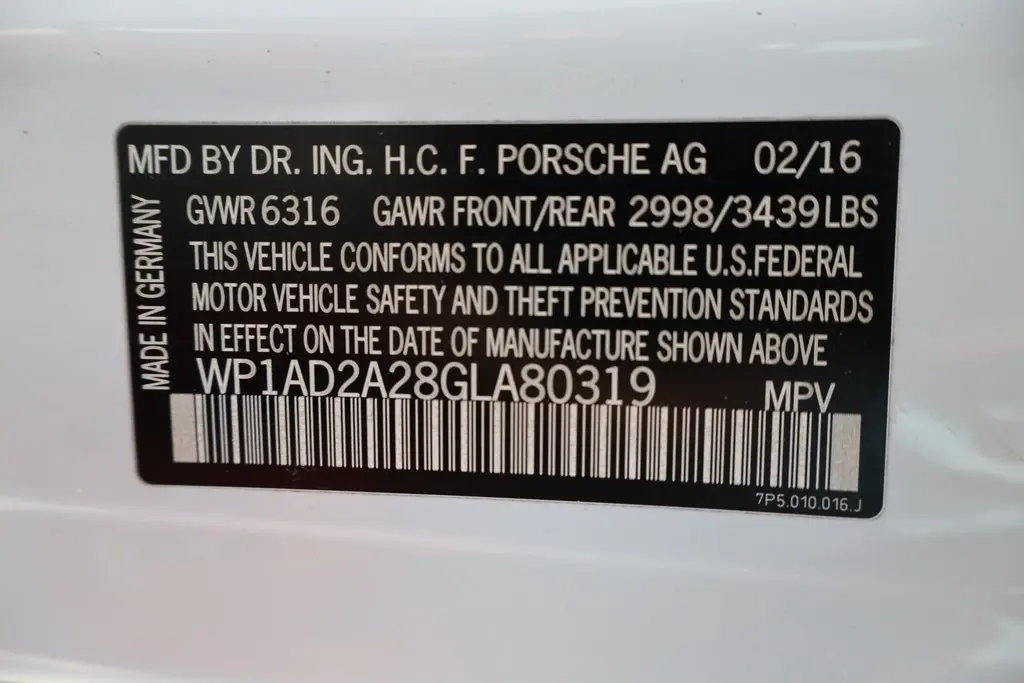 MFD BY DR. ING. H.C. F. PORSCHE AG 02/16
GVWR 6316 GAWR FRONT/REAR 2998/3439LBS
THIS VEHICLE CONFORMS TO ALL APPLICABLE U.S.FEDERAL
MOTOR VEHICLE SAFETY AND THEFT PREVENTION STANDARDS
IN EFFECT ON THE DATE OF MANUFACTURE SHOWN ABOVE
WP1AD2A28GLA80319 MPV
7P5.010.016.J
MADE IN GERMANY